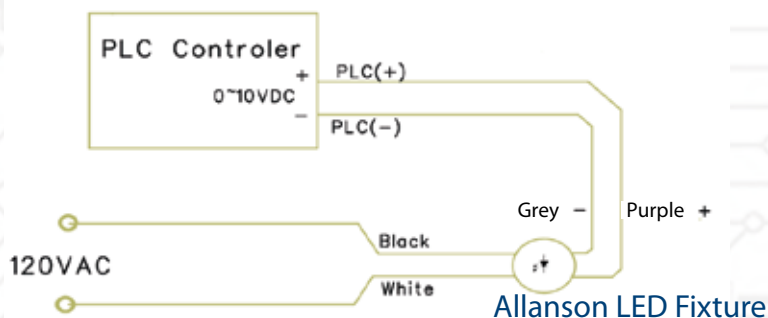 PLC Controler
+ PLC(+)
0~10VDC
− PLC(−)
Grey − Purple +
Black
120VAC
White
Allanson LED Fixture